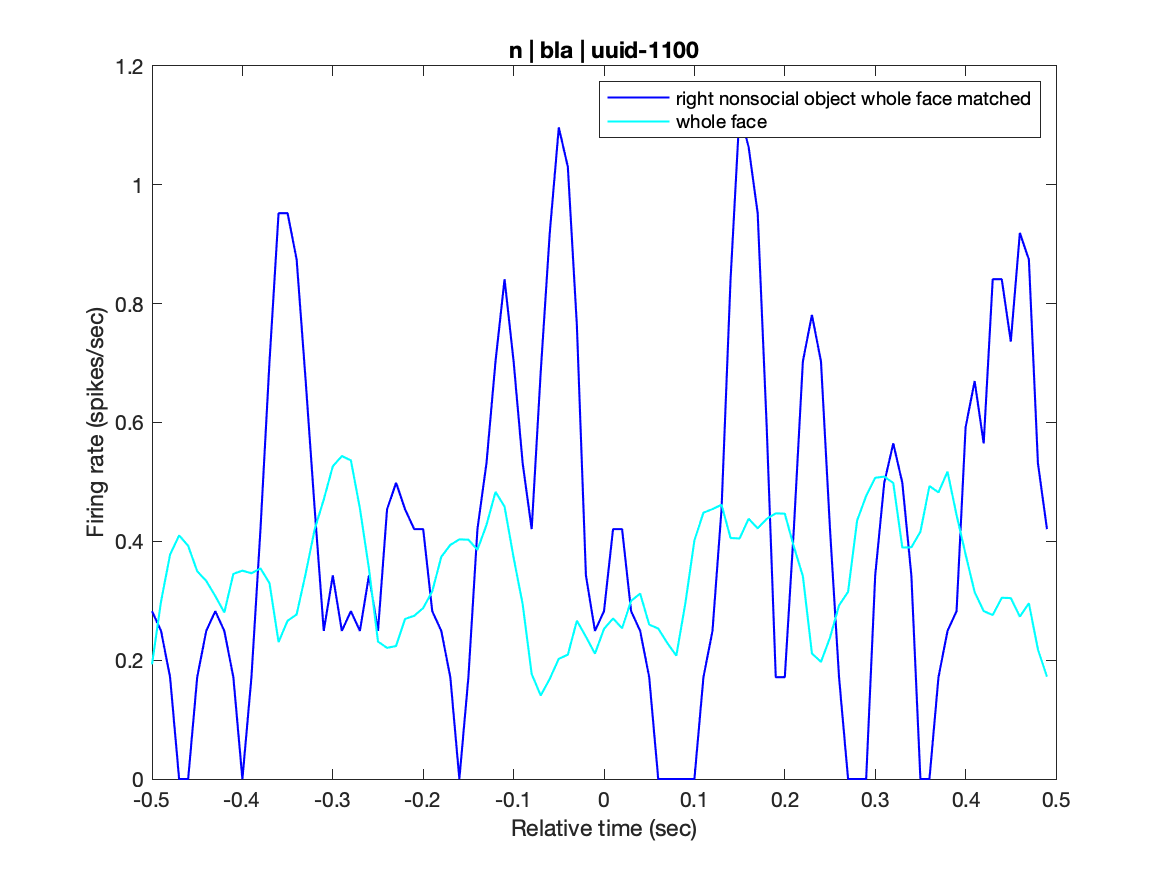 n | bla | uuid-1100
right nonsocial object whole face matched
whole face
1.2
1
0.8
0.6
0.4
0.2
0
Firing rate (spikes/sec)
-0.5 -0.4 -0.3 -0.2 -0.1 0 0.1 0.2 0.3 0.4 0.5
Relative time (sec)